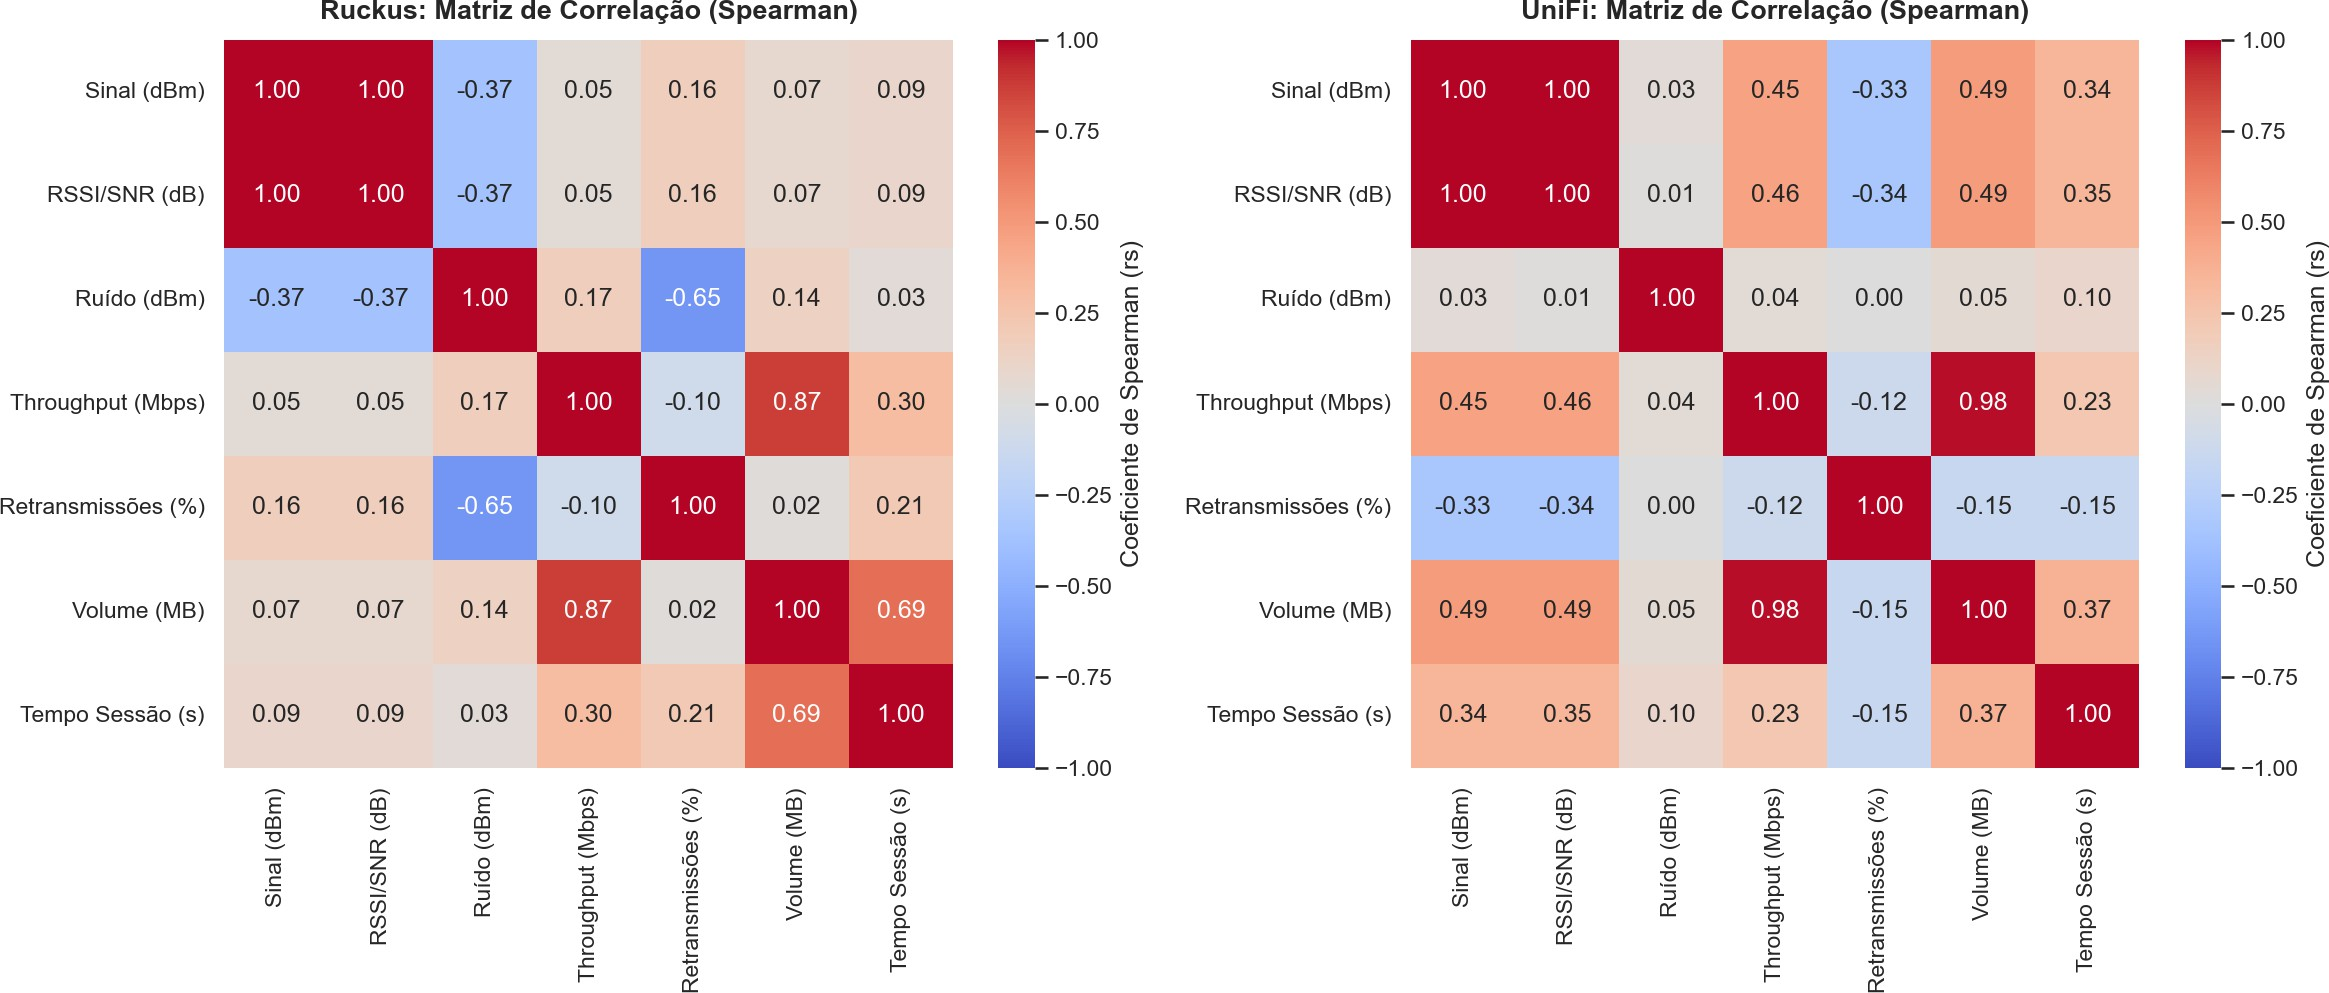 Ruckus: Matriz de Correlação (Spearman)
Sinal (dBm) 1.00 1.00 -0.37 0.05 0.16 0.07 0.09
RSSI/SNR (dB) 1.00 1.00 -0.37 0.05 0.16 0.07 0.09
Ruído (dBm) -0.37 -0.37 1.00 0.17 -0.65 0.14 0.03
Throughput (Mbps) 0.05 0.05 0.17 1.00 -0.10 0.87 0.30
Retransmissões (%) 0.16 0.16 -0.65 -0.10 1.00 0.02 0.21
Volume (MB) 0.07 0.07 0.14 0.87 0.02 1.00 0.69
Tempo Sessão (s) 0.09 0.09 0.03 0.30 0.21 0.69 1.00
Sinal (dBm)
RSSI/SNR (dB)
Ruído (dBm)
Throughput (Mbps)
Retransmissões (%)
Volume (MB)
Tempo Sessão (s)
1.00
0.75
0.50
0.25
0.00
−0.25
−0.50
−0.75
−1.00
Coeficiente de Spearman (rs)
UniFi: Matriz de Correlação (Spearman)
Sinal (dBm) 1.00 1.00 0.03 0.45 -0.33 0.49 0.34
RSSI/SNR (dB) 1.00 1.00 0.01 0.46 -0.34 0.49 0.35
Ruído (dBm) 0.03 0.01 1.00 0.04 0.00 0.05 0.10
Throughput (Mbps) 0.45 0.46 0.04 1.00 -0.12 0.98 0.23
Retransmissões (%) -0.33 -0.34 0.00 -0.12 1.00 -0.15 -0.15
Volume (MB) 0.49 0.49 0.05 0.98 -0.15 1.00 0.37
Tempo Sessão (s) 0.34 0.35 0.10 0.23 -0.15 0.37 1.00
Sinal (dBm)
RSSI/SNR (dB)
Ruído (dBm)
Throughput (Mbps)
Retransmissões (%)
Volume (MB)
Tempo Sessão (s)
1.00
0.75
0.50
0.25
0.00
−0.25
−0.50
−0.75
−1.00
Coeficiente de Spearman (rs)